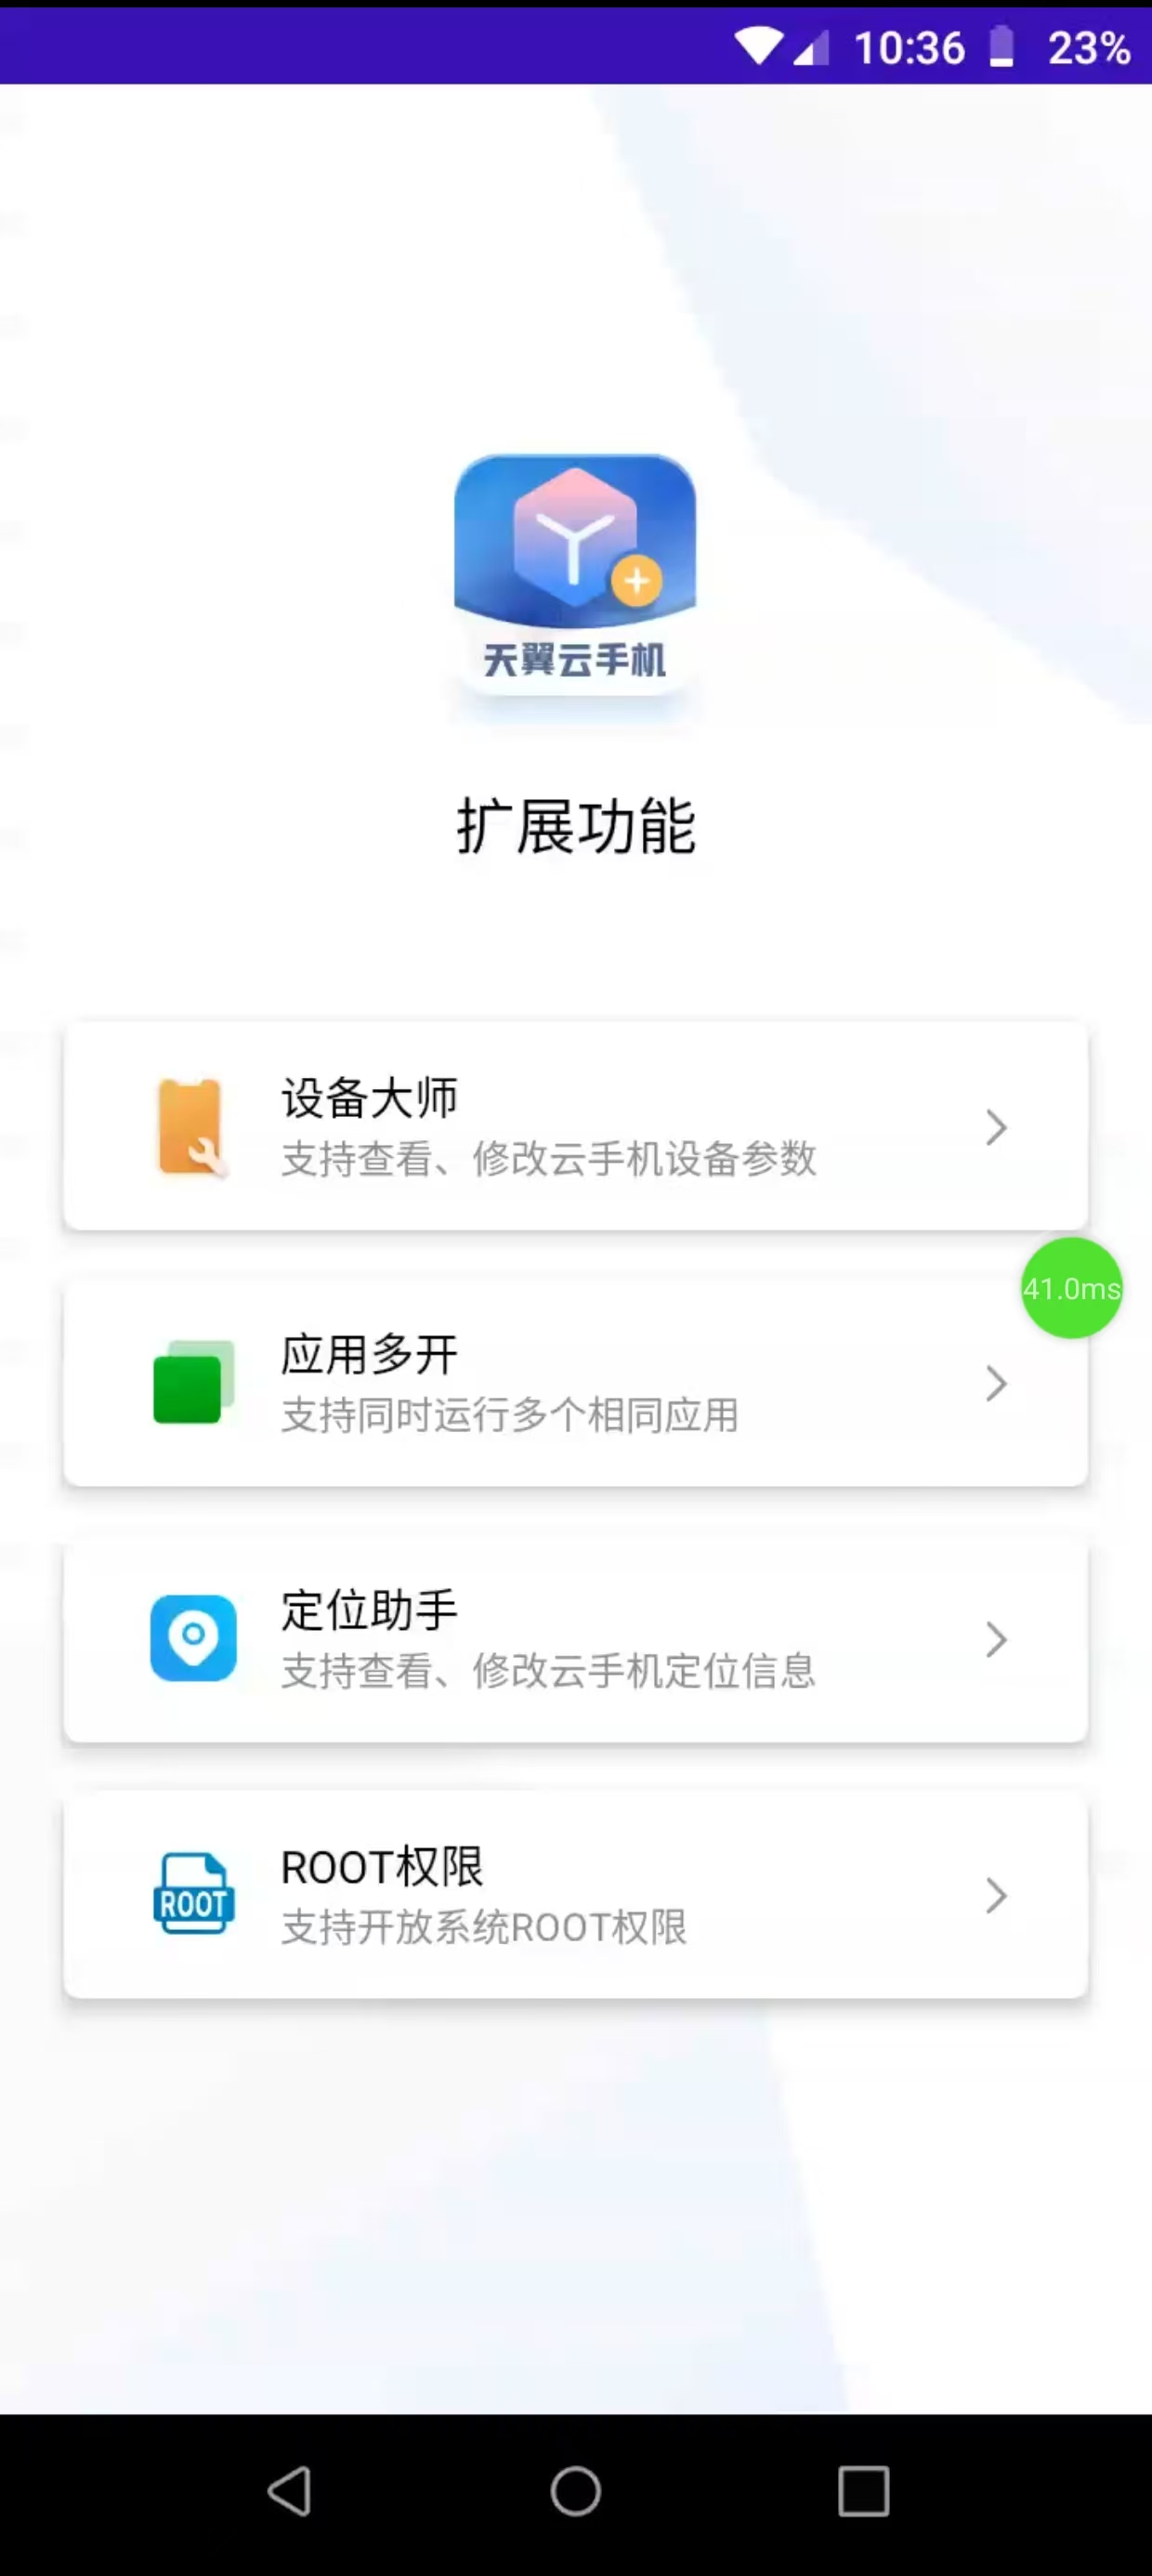 10:36 23%
天翼云手机
扩展功能
设备大师
支持查看、修改云手机设备参数
41.0ms
应用多开
支持同时运行多个相同应用
定位助手
支持查看、修改云手机定位信息
ROOT权限
ROOT
支持开放系统ROOT权限